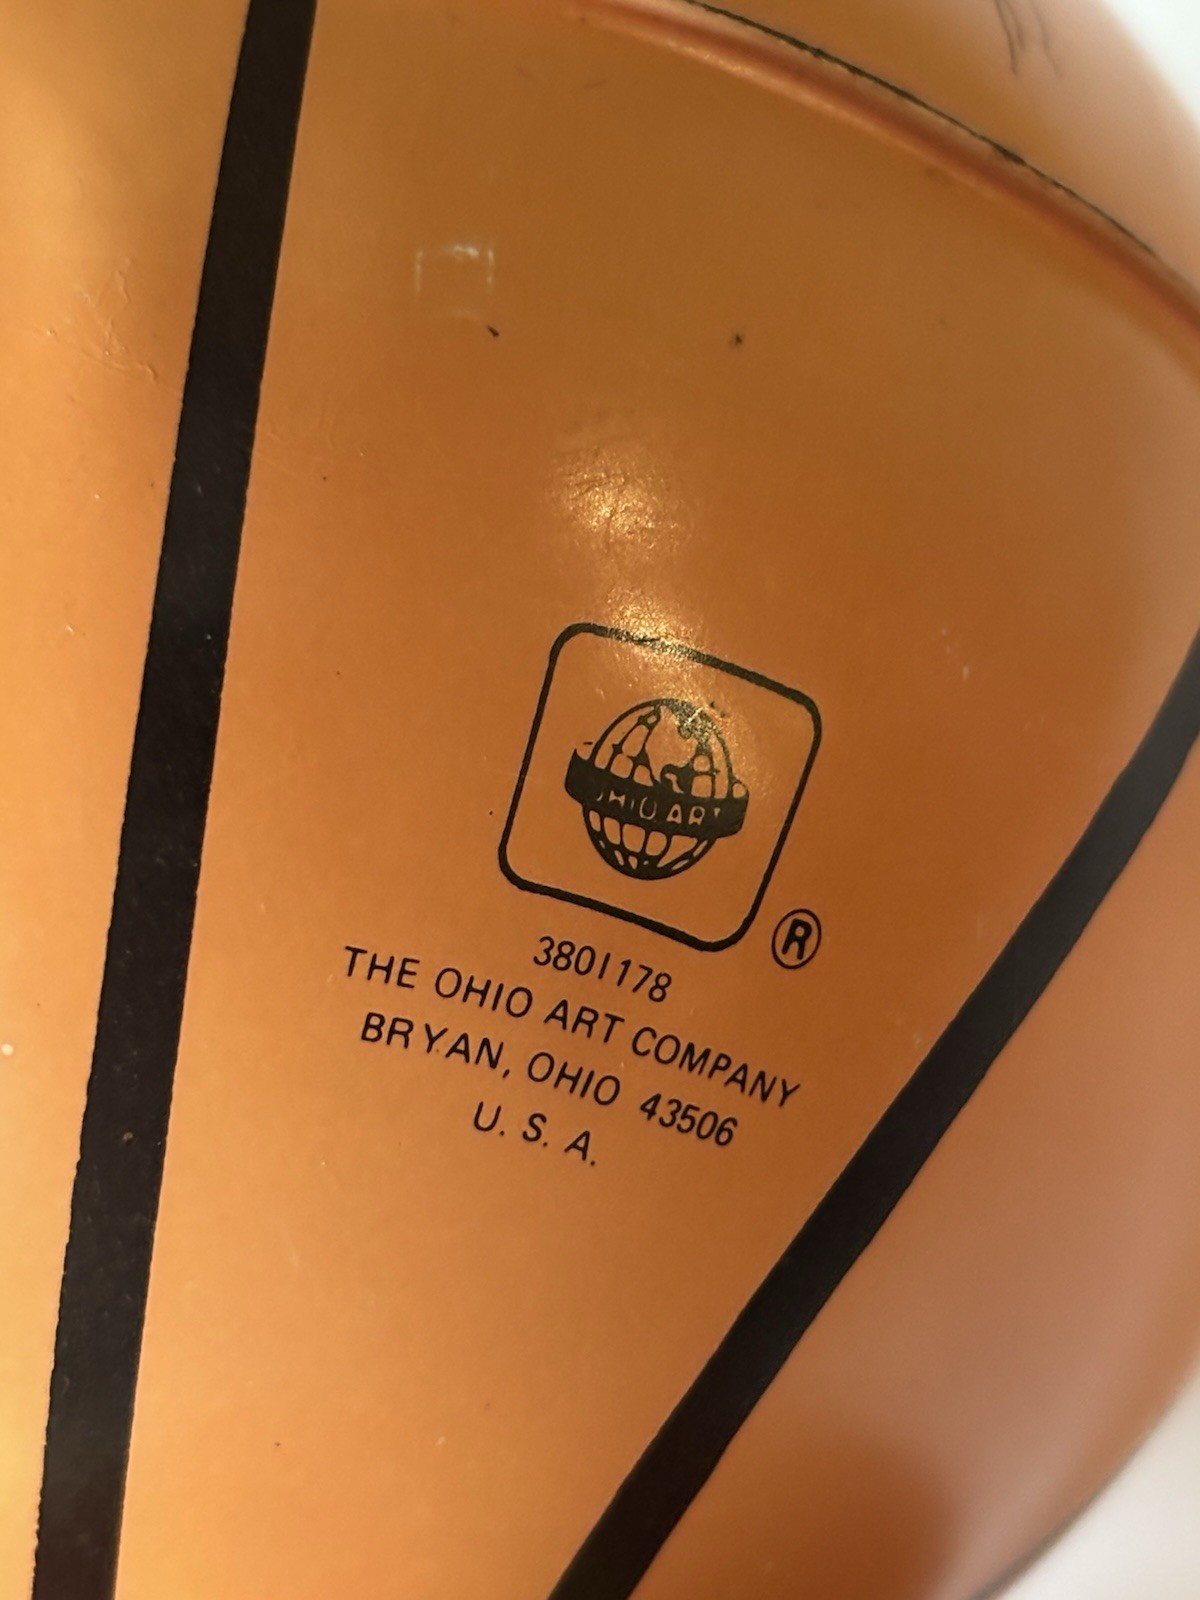 OHIO ART
®
3801178
THE OHIO ART COMPANY
BRYAN, OHIO 43506
U. S. A.